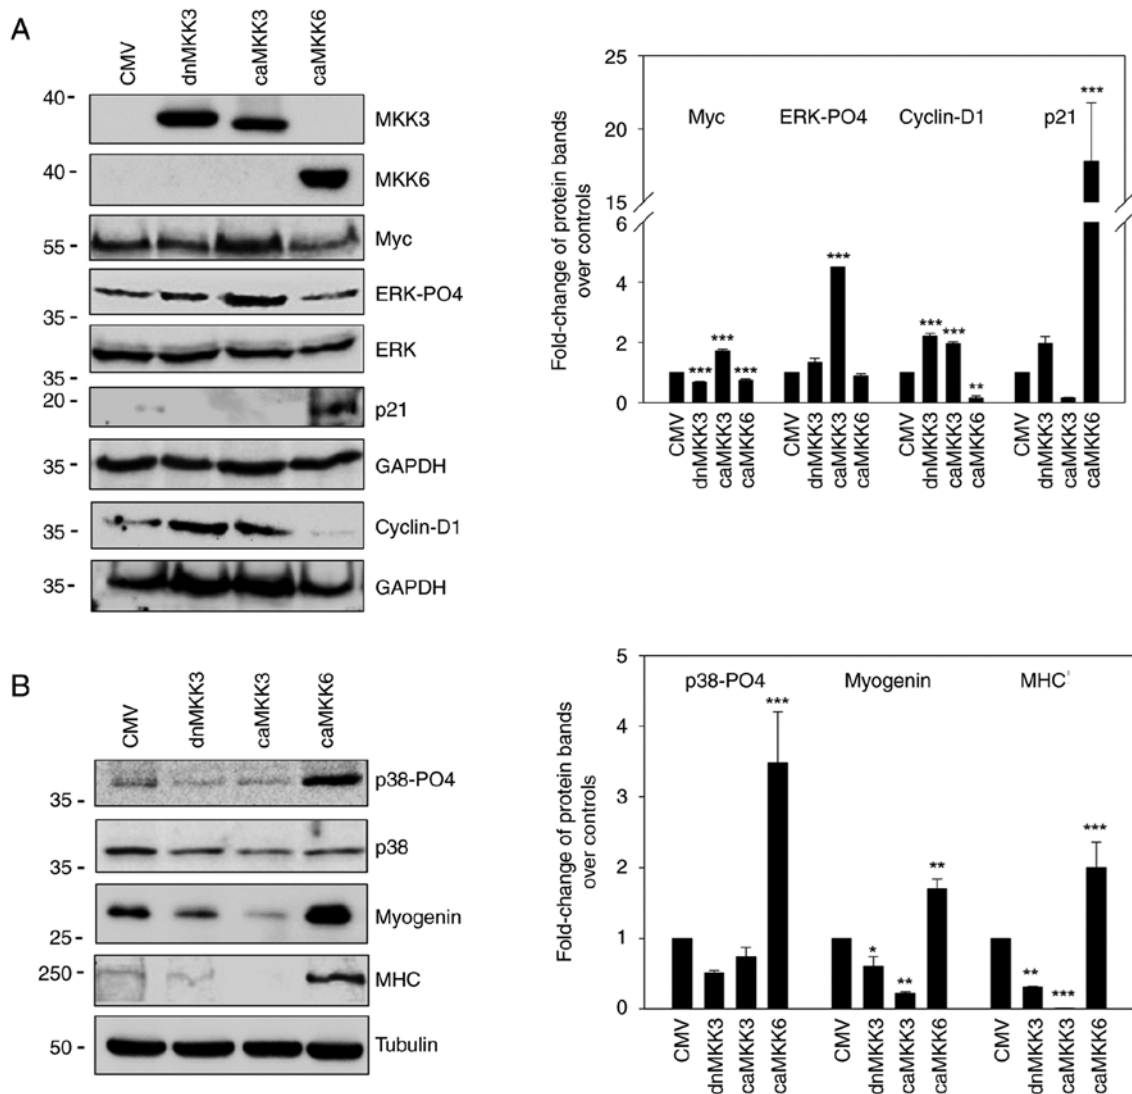 A
CMV
dnMKK3
caMKK3
caMKK6
40 -
MKK3
40 -
MKK6
55 -
Myc
35 -
ERK-PO4
35 -
ERK
20 -
p21
35 -
GAPDH
35 -
Cyclin-D1
35 -
GAPDH
Fold-change of protein bands
over controls
25
20
15
6
4
2
0
Myc ERK-PO4 Cyclin-D1 p21
*** *** ***
***
*** *** **
***
CMV dnMKK3 caMKK3 caMKK6 CMV dnMKK3 caMKK3 caMKK6 CMV dnMKK3 caMKK3 caMKK6 CMV dnMKK3 caMKK3 caMKK6
B
CMV
dnMKK3
caMKK3
caMKK6
35 -
p38-PO4
35 -
p38
25 -
Myogenin
250 -
MHC
50 -
Tubulin
Fold-change of protein bands
over controls
5
4
3
2
1
0
p38-PO4 Myogenin MHC
***
* ** **
** *** ***
CMV dnMKK3 caMKK3 caMKK6 CMV dnMKK3 caMKK3 caMKK6 CMV dnMKK3 caMKK3 caMKK6